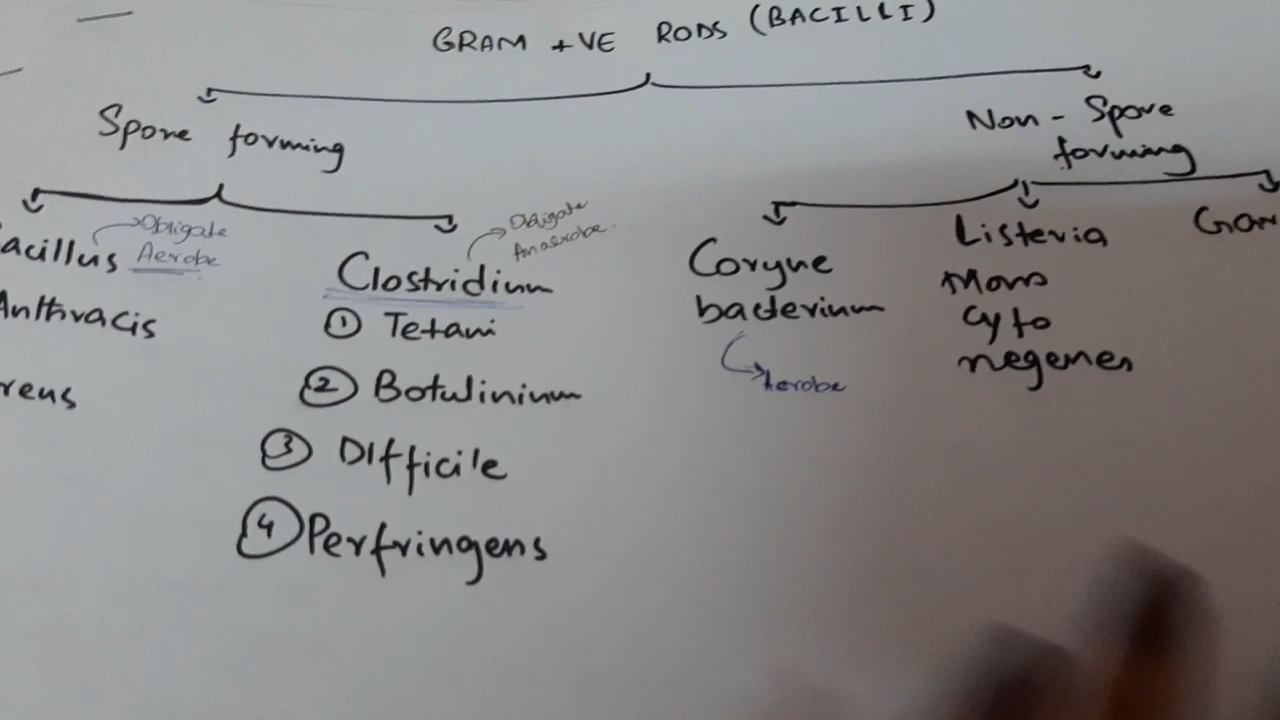 GRAM +VE RODS (BACILLI)
Spore forming
Non - Spore
forming
acillus
Obligate
Aerobe
Anthracis
reus
Obligate
Anaerobe
Clostridium
① Tetani
② Botulinium
③ Difficile
④ Perfringens
Coryne
bacterium
Aerobe
Listeria
Mono
Cyto
negenes
Gar